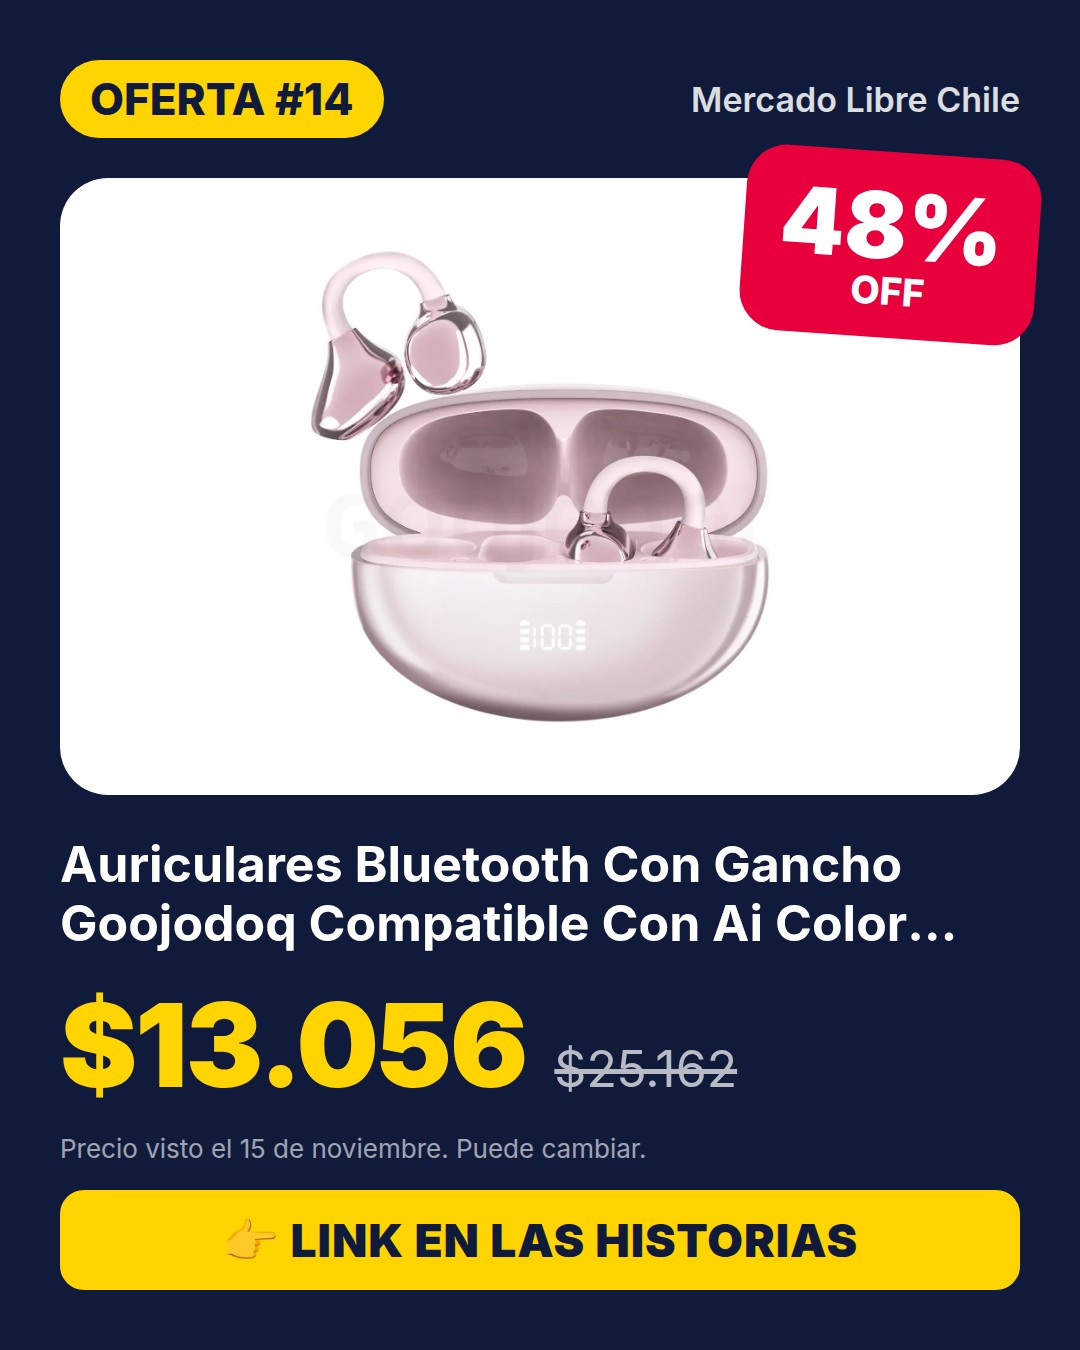 OFERTA #14
Mercado Libre Chile
48%
OFF
100
Auriculares Bluetooth Con Gancho
Goojodoq Compatible Con Ai Color...
$13.056 $25.162
Precio visto el 15 de noviembre. Puede cambiar.
👉 LINK EN LAS HISTORIAS